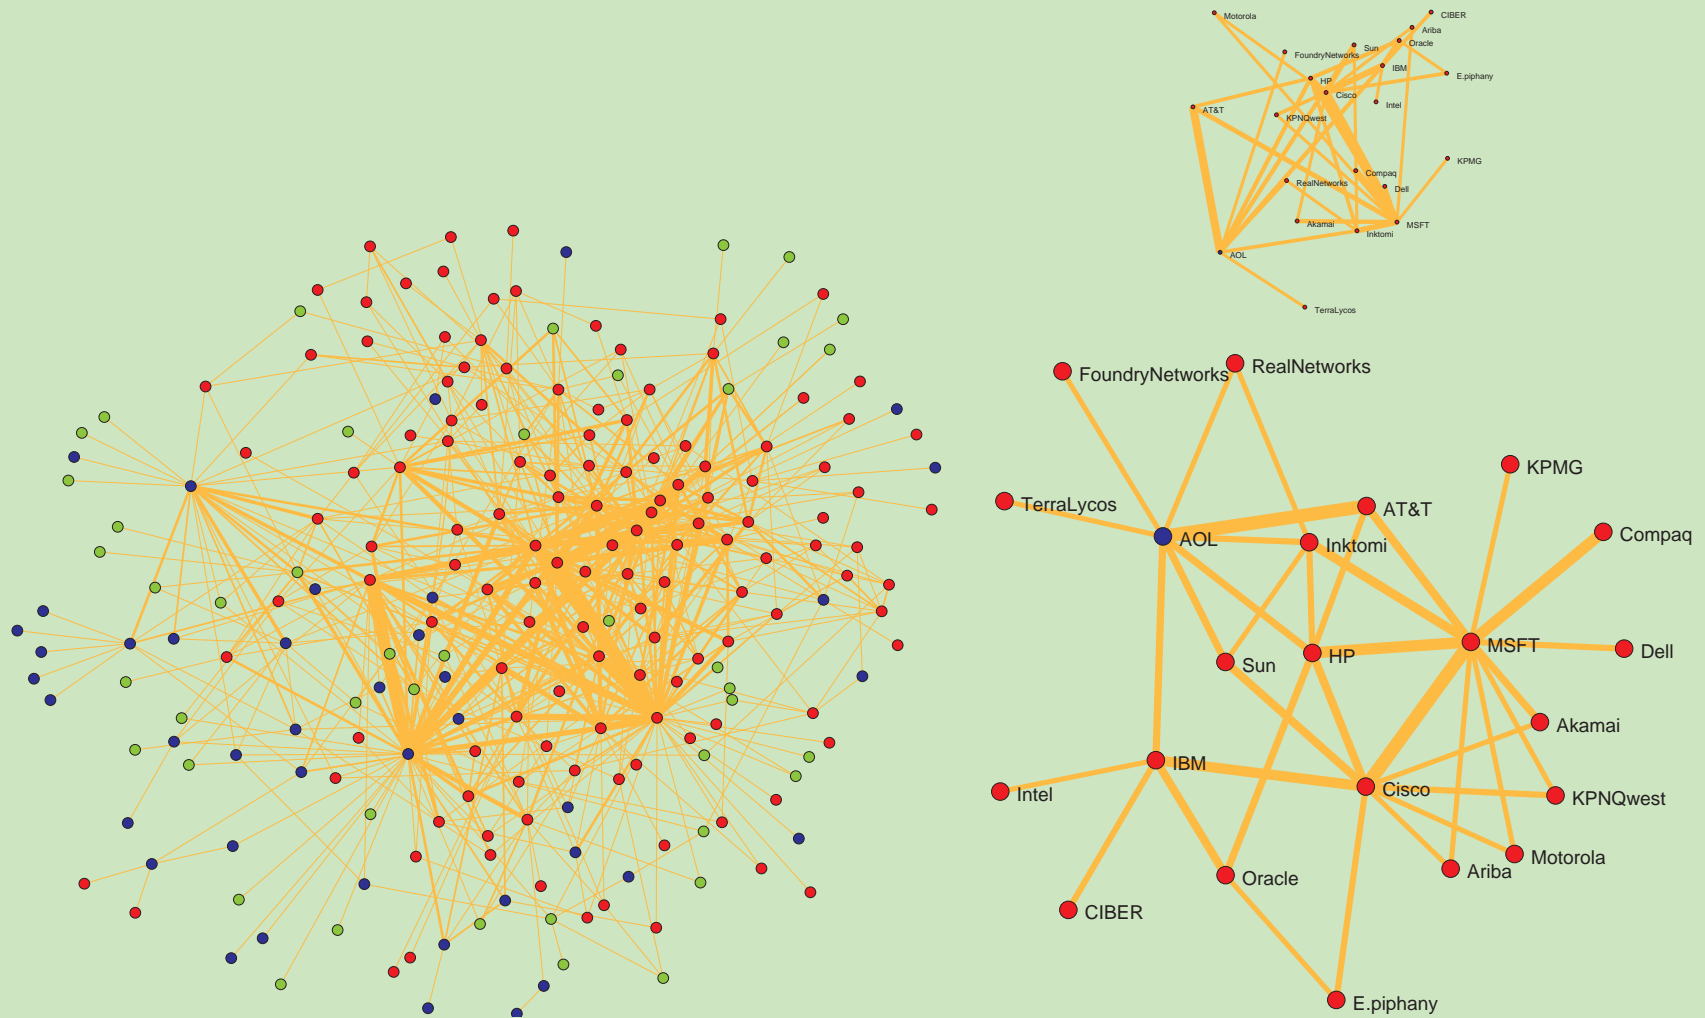 Motorola
CIBER
Ariba
Oracle
Sun
FoundryNetworks
IBM
E.piphany
HP
Cisco
Intel
AT&T
KPNQwest
KPMG
Compaq
RealNetworks
Dell
Akamai
MSFT
Inktomi
AOL
TerraLycos
RealNetworks
FoundryNetworks
KPMG
TerraLycos
AT&T
Compaq
AOL
Inktomi
MSFT
Dell
HP
Sun
Akamai
IBM
Cisco
Intel
KPNQwest
Motorola
Ariba
Oracle
CIBER
E.piphany